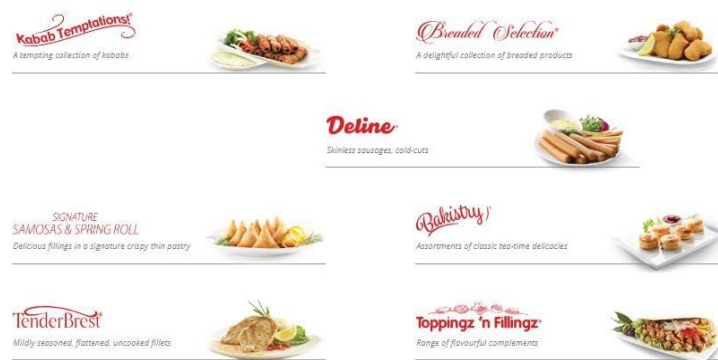 Kabab Temptations!®
A tempting collection of kababs
Breaded Selection®
A delightful collection of breaded products
Deline
Skinless sausages, cold-cuts
SIGNATURE
SAMOSAS & SPRING ROLL
Delicious fillings in a signature crispy thin pastry
Bakistry
Assortments of classic tea-time delicacies
TenderBrest®
Mildly seasoned, flattened, uncooked fillets
Toppingz 'n Fillingz®
Range of flavourful complements